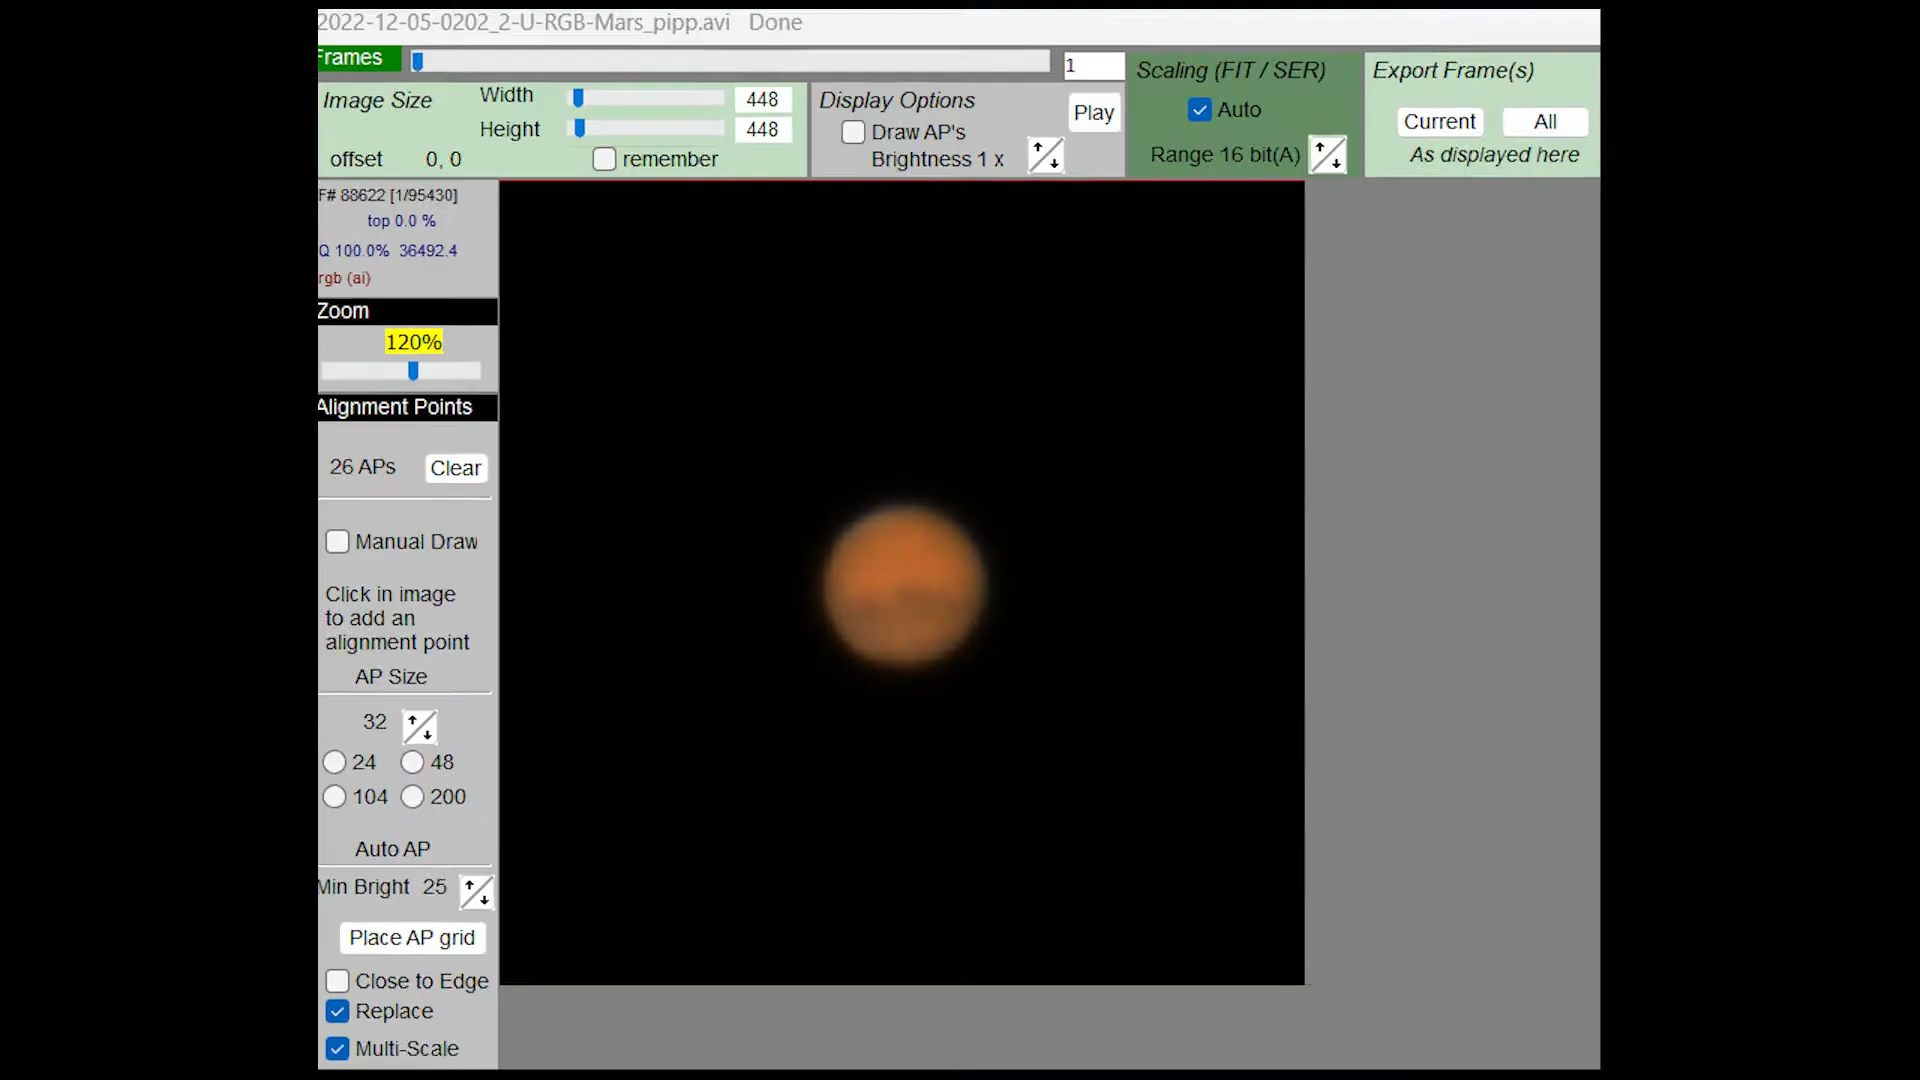 2022-12-05-0202_2-U-RGB-Mars_pipp.avi Done
Frames
1
Image Size
Width
448
Height
448
offset 0, 0
remember
Display Options
Draw AP's
Brightness 1 x
Play
Scaling (FIT / SER)
Auto
Range 16 bit(A)
Export Frame(s)
Current
All
As displayed here
F# 88622 [1/95430]
top 0.0 %
Q 100.0% 36492.4
rgb (ai)
Zoom
120%
Alignment Points
26 APs
Clear
Manual Draw
Click in image
to add an
alignment point
AP Size
32
24
48
104
200
Auto AP
Min Bright 25
Place AP grid
Close to Edge
Replace
Multi-Scale